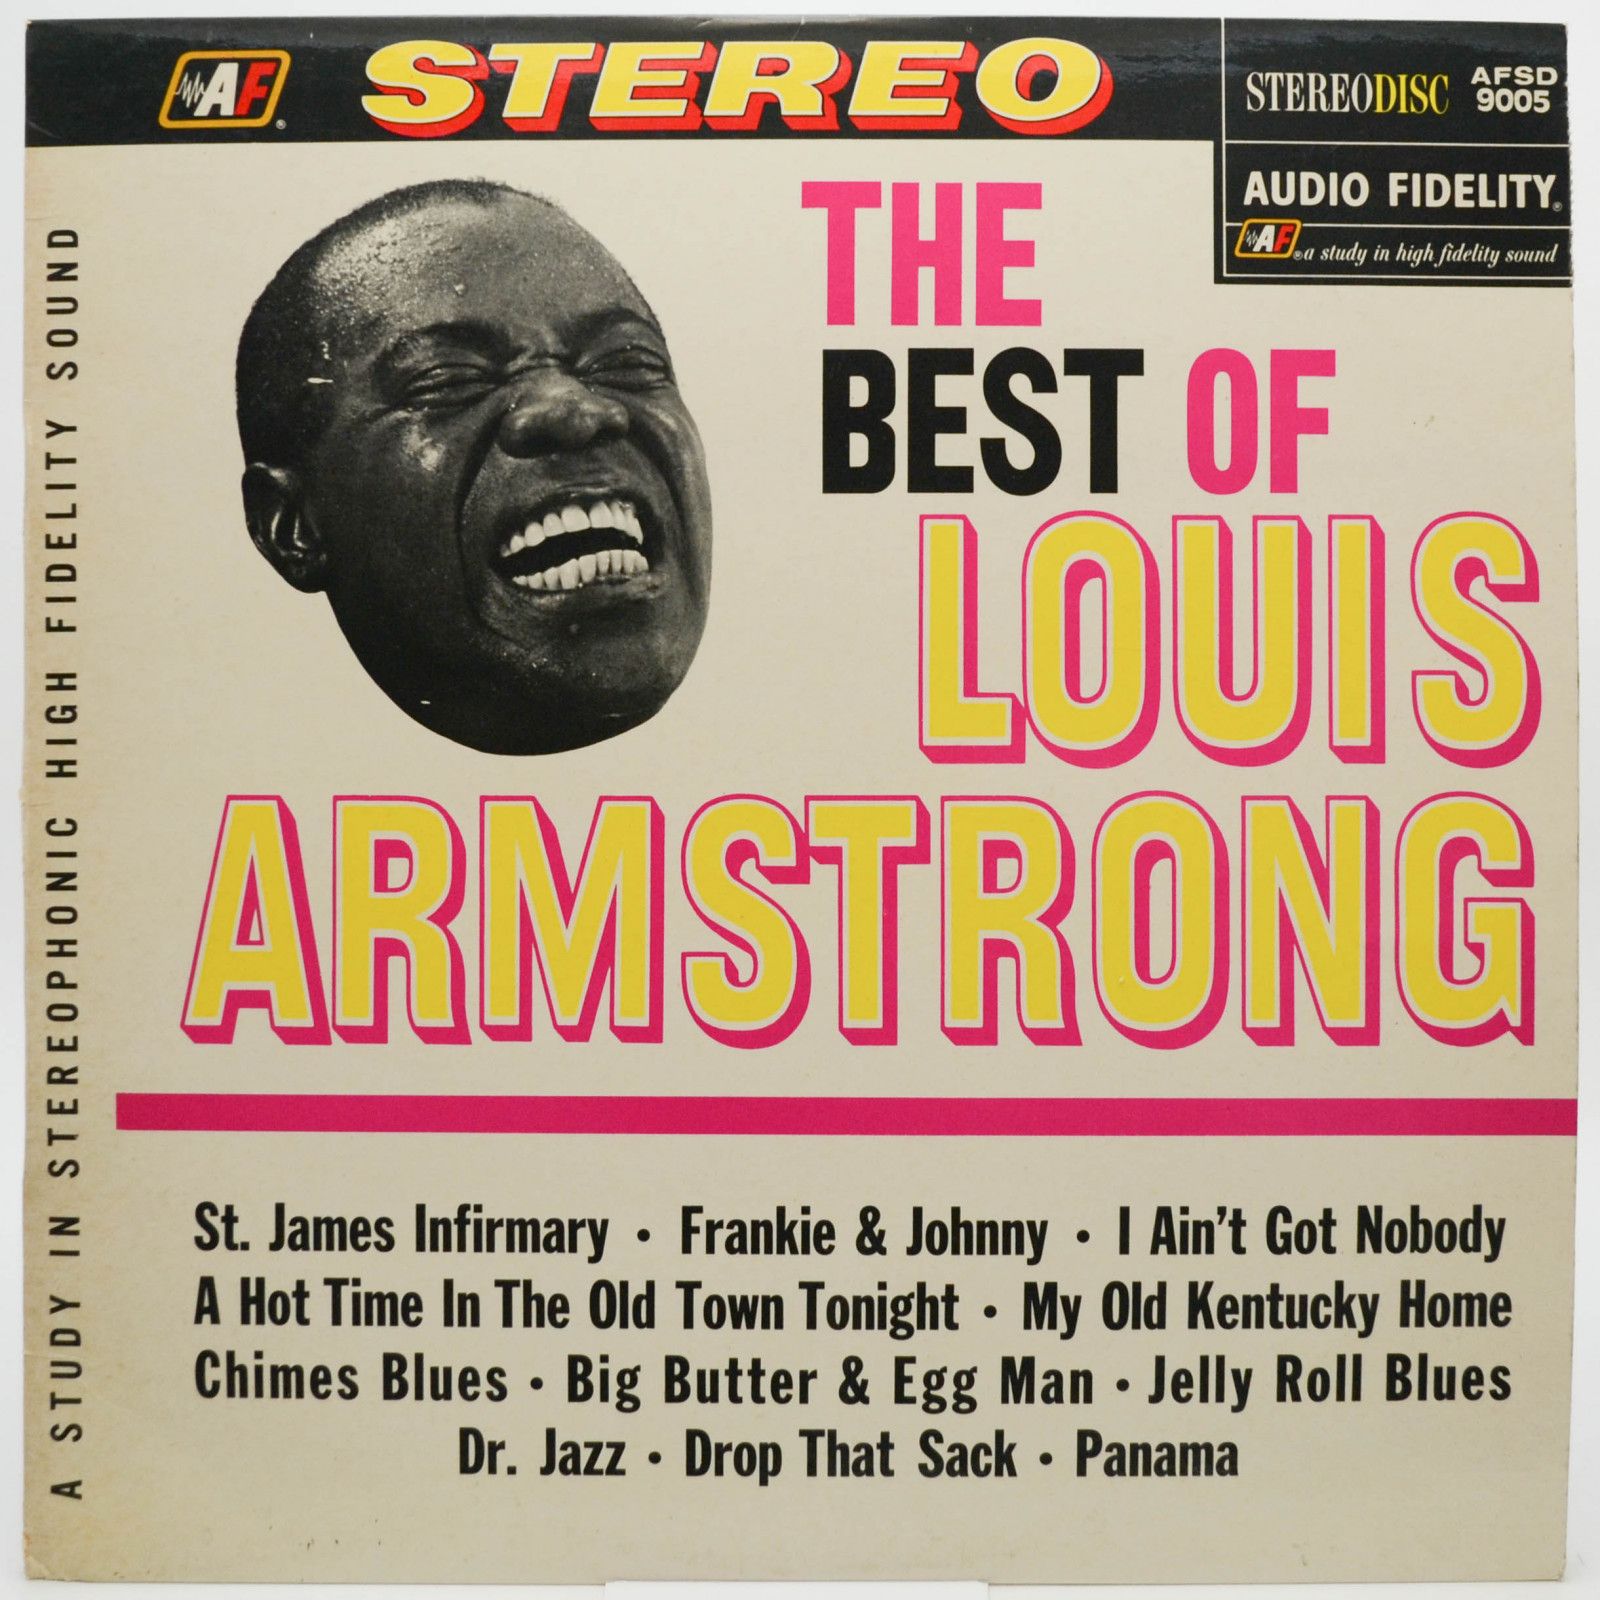 AF® STEREO
STEREODISC AFSD 9005
AUDIO FIDELITY®
AF® a study in high fidelity sound
THE
BEST OF
LOUIS
ARMSTRONG
St. James Infirmary • Frankie & Johnny • I Ain't Got Nobody
A Hot Time In The Old Town Tonight • My Old Kentucky Home
Chimes Blues • Big Butter & Egg Man • Jelly Roll Blues
Dr. Jazz • Drop That Sack • Panama
A STUDY IN STEREOPHONIC HIGH FIDELITY SOUND